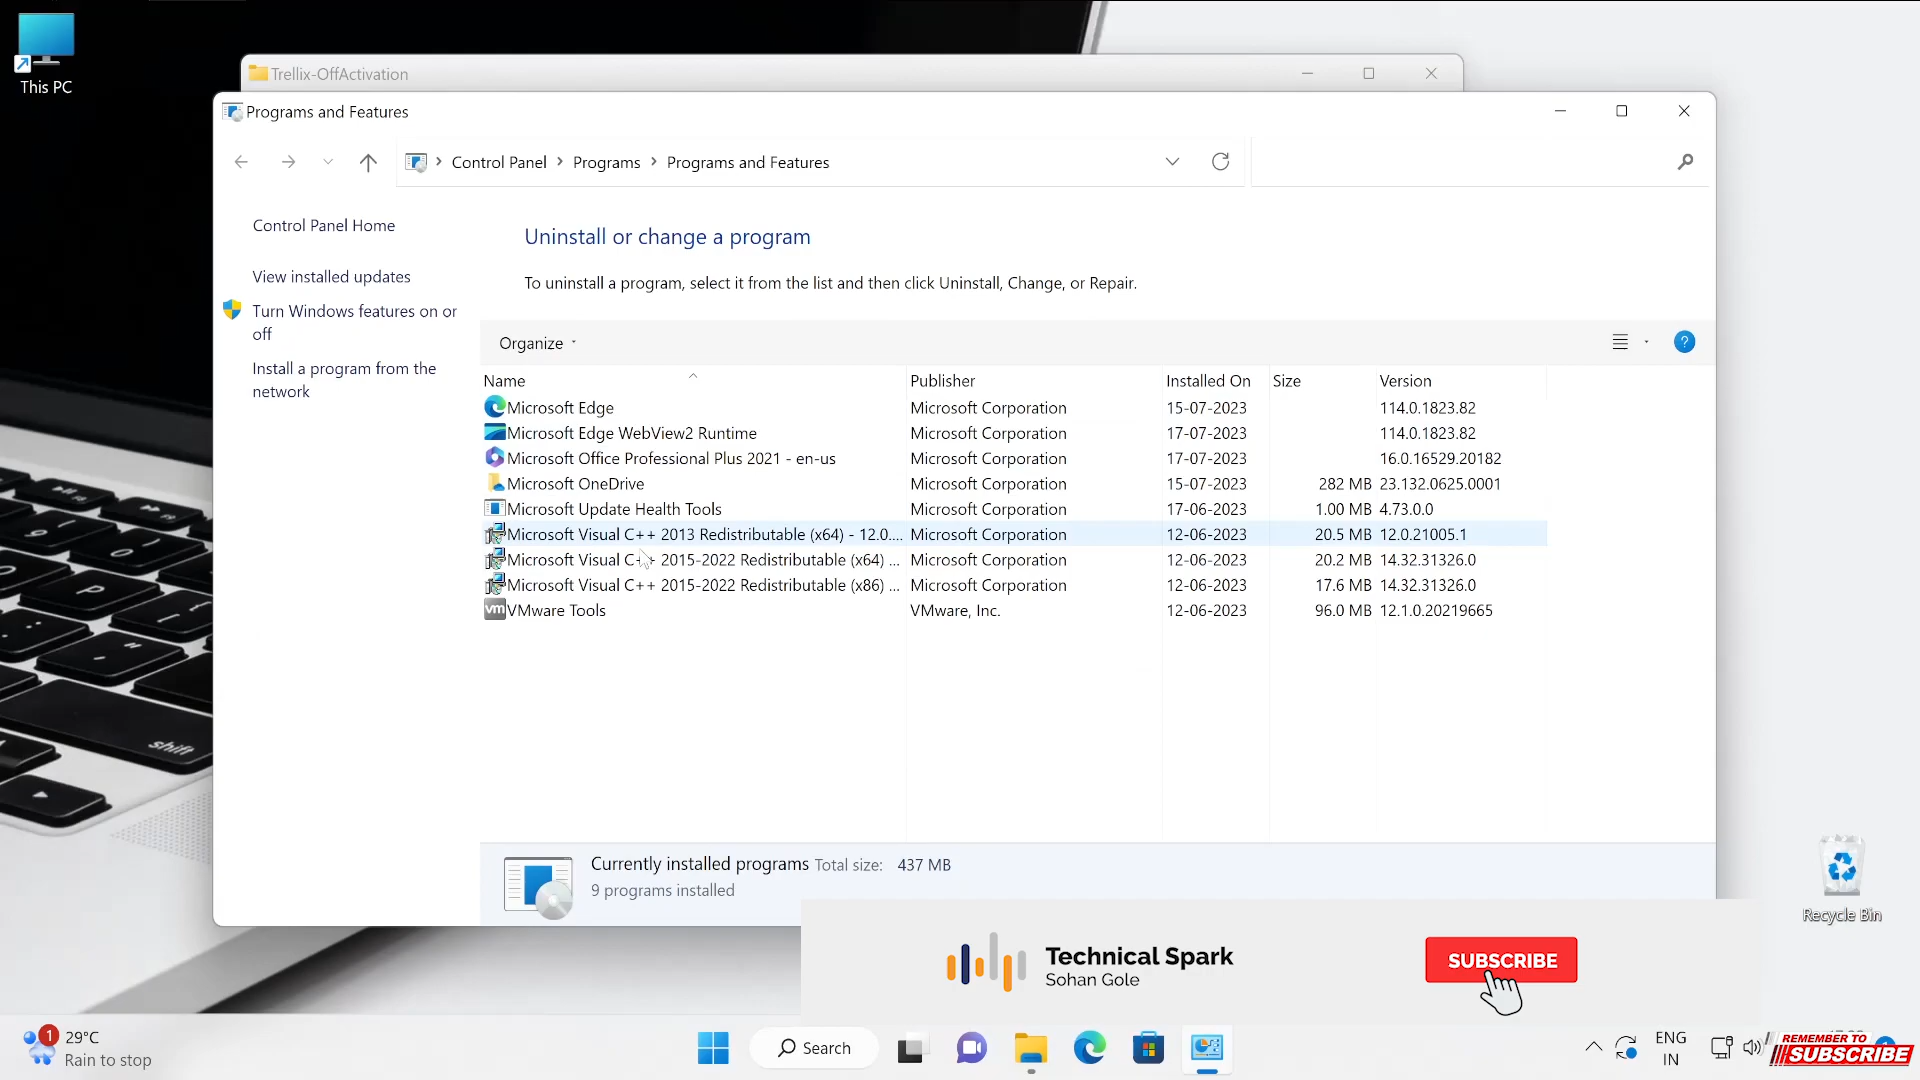 This PC
Trellix-OffActivation
Programs and Features
Control Panel > Programs > Programs and Features
Control Panel Home
View installed updates
Turn Windows features on or
off
Install a program from the
network
Uninstall or change a program
To uninstall a program, select it from the list and then click Uninstall, Change, or Repair.
Organize
Name Publisher Installed On Size Version
Microsoft Edge Microsoft Corporation 15-07-2023 114.0.1823.82
Microsoft Edge WebView2 Runtime Microsoft Corporation 17-07-2023 114.0.1823.82
Microsoft Office Professional Plus 2021 - en-us Microsoft Corporation 17-07-2023 16.0.16529.20182
Microsoft OneDrive Microsoft Corporation 15-07-2023 282 MB 23.132.0625.0001
Microsoft Update Health Tools Microsoft Corporation 17-06-2023 1.00 MB 4.73.0.0
Microsoft Visual C++ 2013 Redistributable (x64) - 12.0.... Microsoft Corporation 12-06-2023 20.5 MB 12.0.21005.1
Microsoft Visual C++ 2015-2022 Redistributable (x64) ... Microsoft Corporation 12-06-2023 20.2 MB 14.32.31326.0
Microsoft Visual C++ 2015-2022 Redistributable (x86) ... Microsoft Corporation 12-06-2023 17.6 MB 14.32.31326.0
vm VMware Tools VMware, Inc. 12-06-2023 96.0 MB 12.1.0.20219665
Currently installed programs Total size: 437 MB
9 programs installed
shift
Recycle Bin
Technical Spark
Sohan Gole
SUBSCRIBE
1
29°C
Rain to stop
Search
ENG
IN
REMEMBER TO
SUBSCRIBE